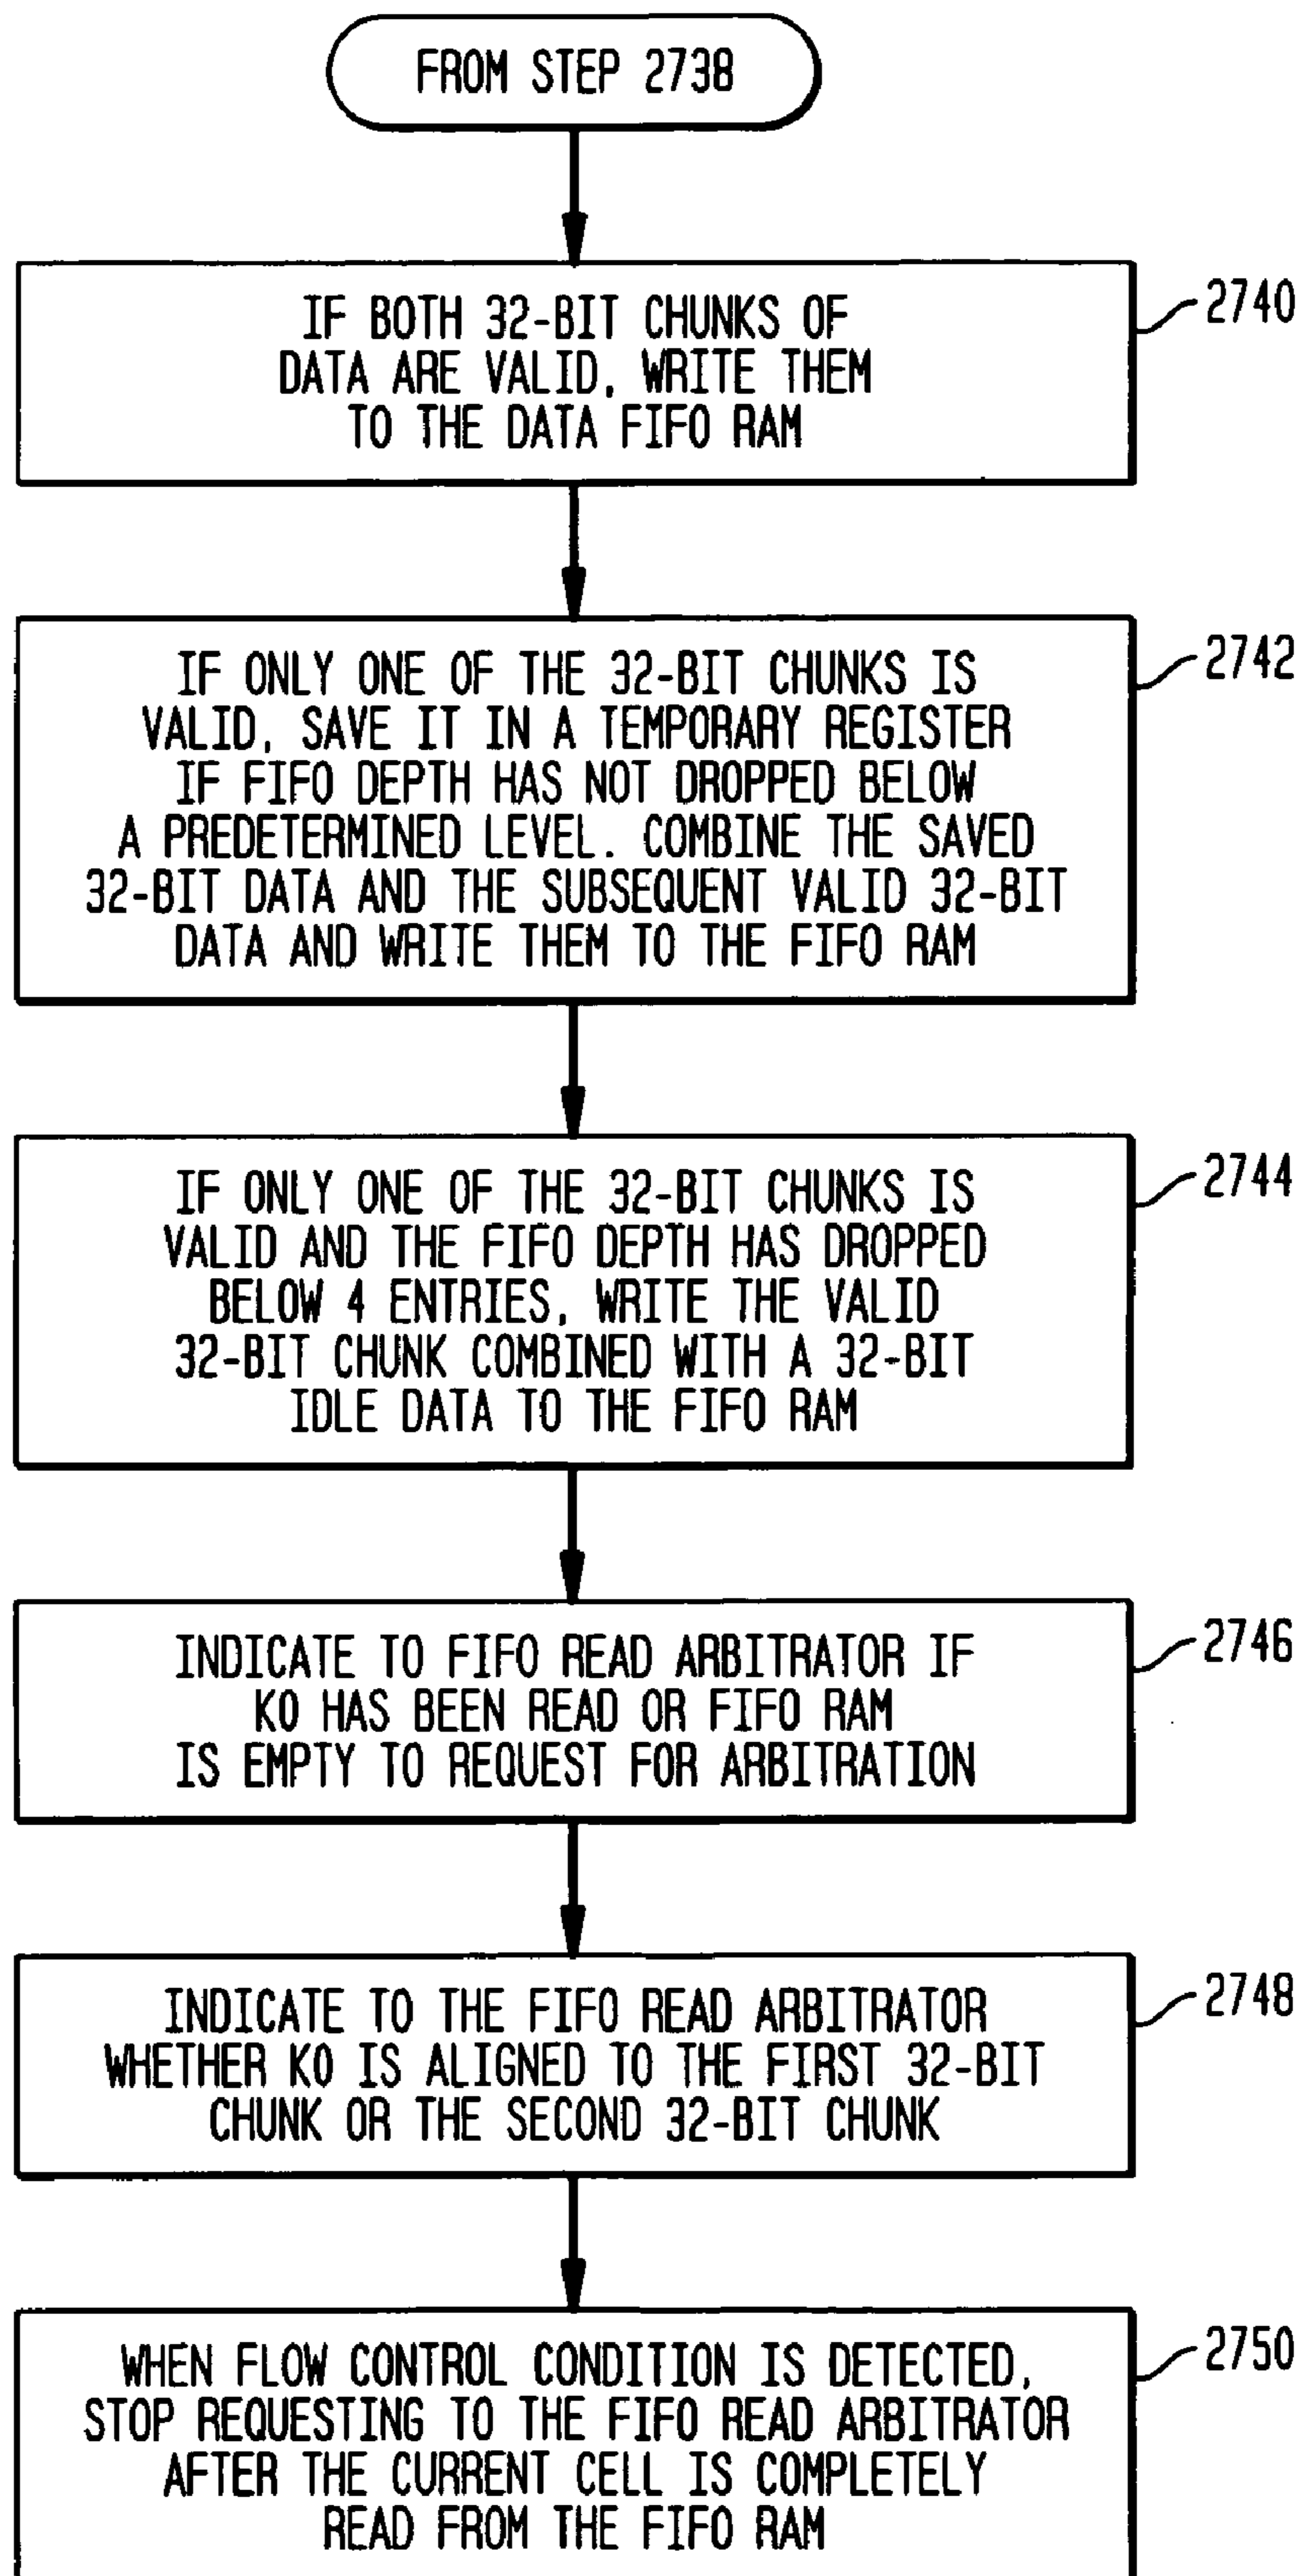 FROM STEP 2738
IF BOTH 32-BIT CHUNKS OF
DATA ARE VALID, WRITE THEM
TO THE DATA FIFO RAM
2740
IF ONLY ONE OF THE 32-BIT CHUNKS IS
VALID, SAVE IT IN A TEMPORARY REGISTER
IF FIFO DEPTH HAS NOT DROPPED BELOW
A PREDETERMINED LEVEL. COMBINE THE SAVED
32-BIT DATA AND THE SUBSEQUENT VALID 32-BIT
DATA AND WRITE THEM TO THE FIFO RAM
2742
IF ONLY ONE OF THE 32-BIT CHUNKS IS
VALID AND THE FIFO DEPTH HAS DROPPED
BELOW 4 ENTRIES, WRITE THE VALID
32-BIT CHUNK COMBINED WITH A 32-BIT
IDLE DATA TO THE FIFO RAM
2744
INDICATE TO FIFO READ ARBITRATOR IF
K0 HAS BEEN READ OR FIFO RAM
IS EMPTY TO REQUEST FOR ARBITRATION
2746
INDICATE TO THE FIFO READ ARBITRATOR
WHETHER K0 IS ALIGNED TO THE FIRST 32-BIT
CHUNK OR THE SECOND 32-BIT CHUNK
2748
WHEN FLOW CONTROL CONDITION IS DETECTED,
STOP REQUESTING TO THE FIFO READ ARBITRATOR
AFTER THE CURRENT CELL IS COMPLETELY
READ FROM THE FIFO RAM
2750